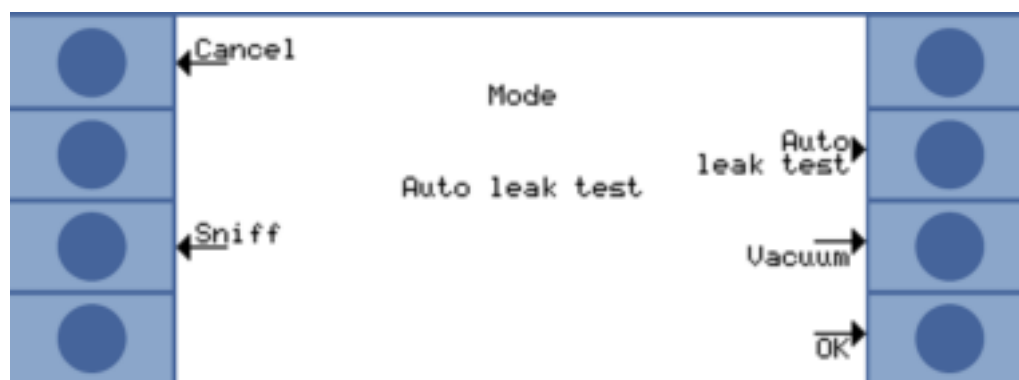 Cancel
Mode
Auto
leak test
Auto leak test
Sniff
Vacuum
OK